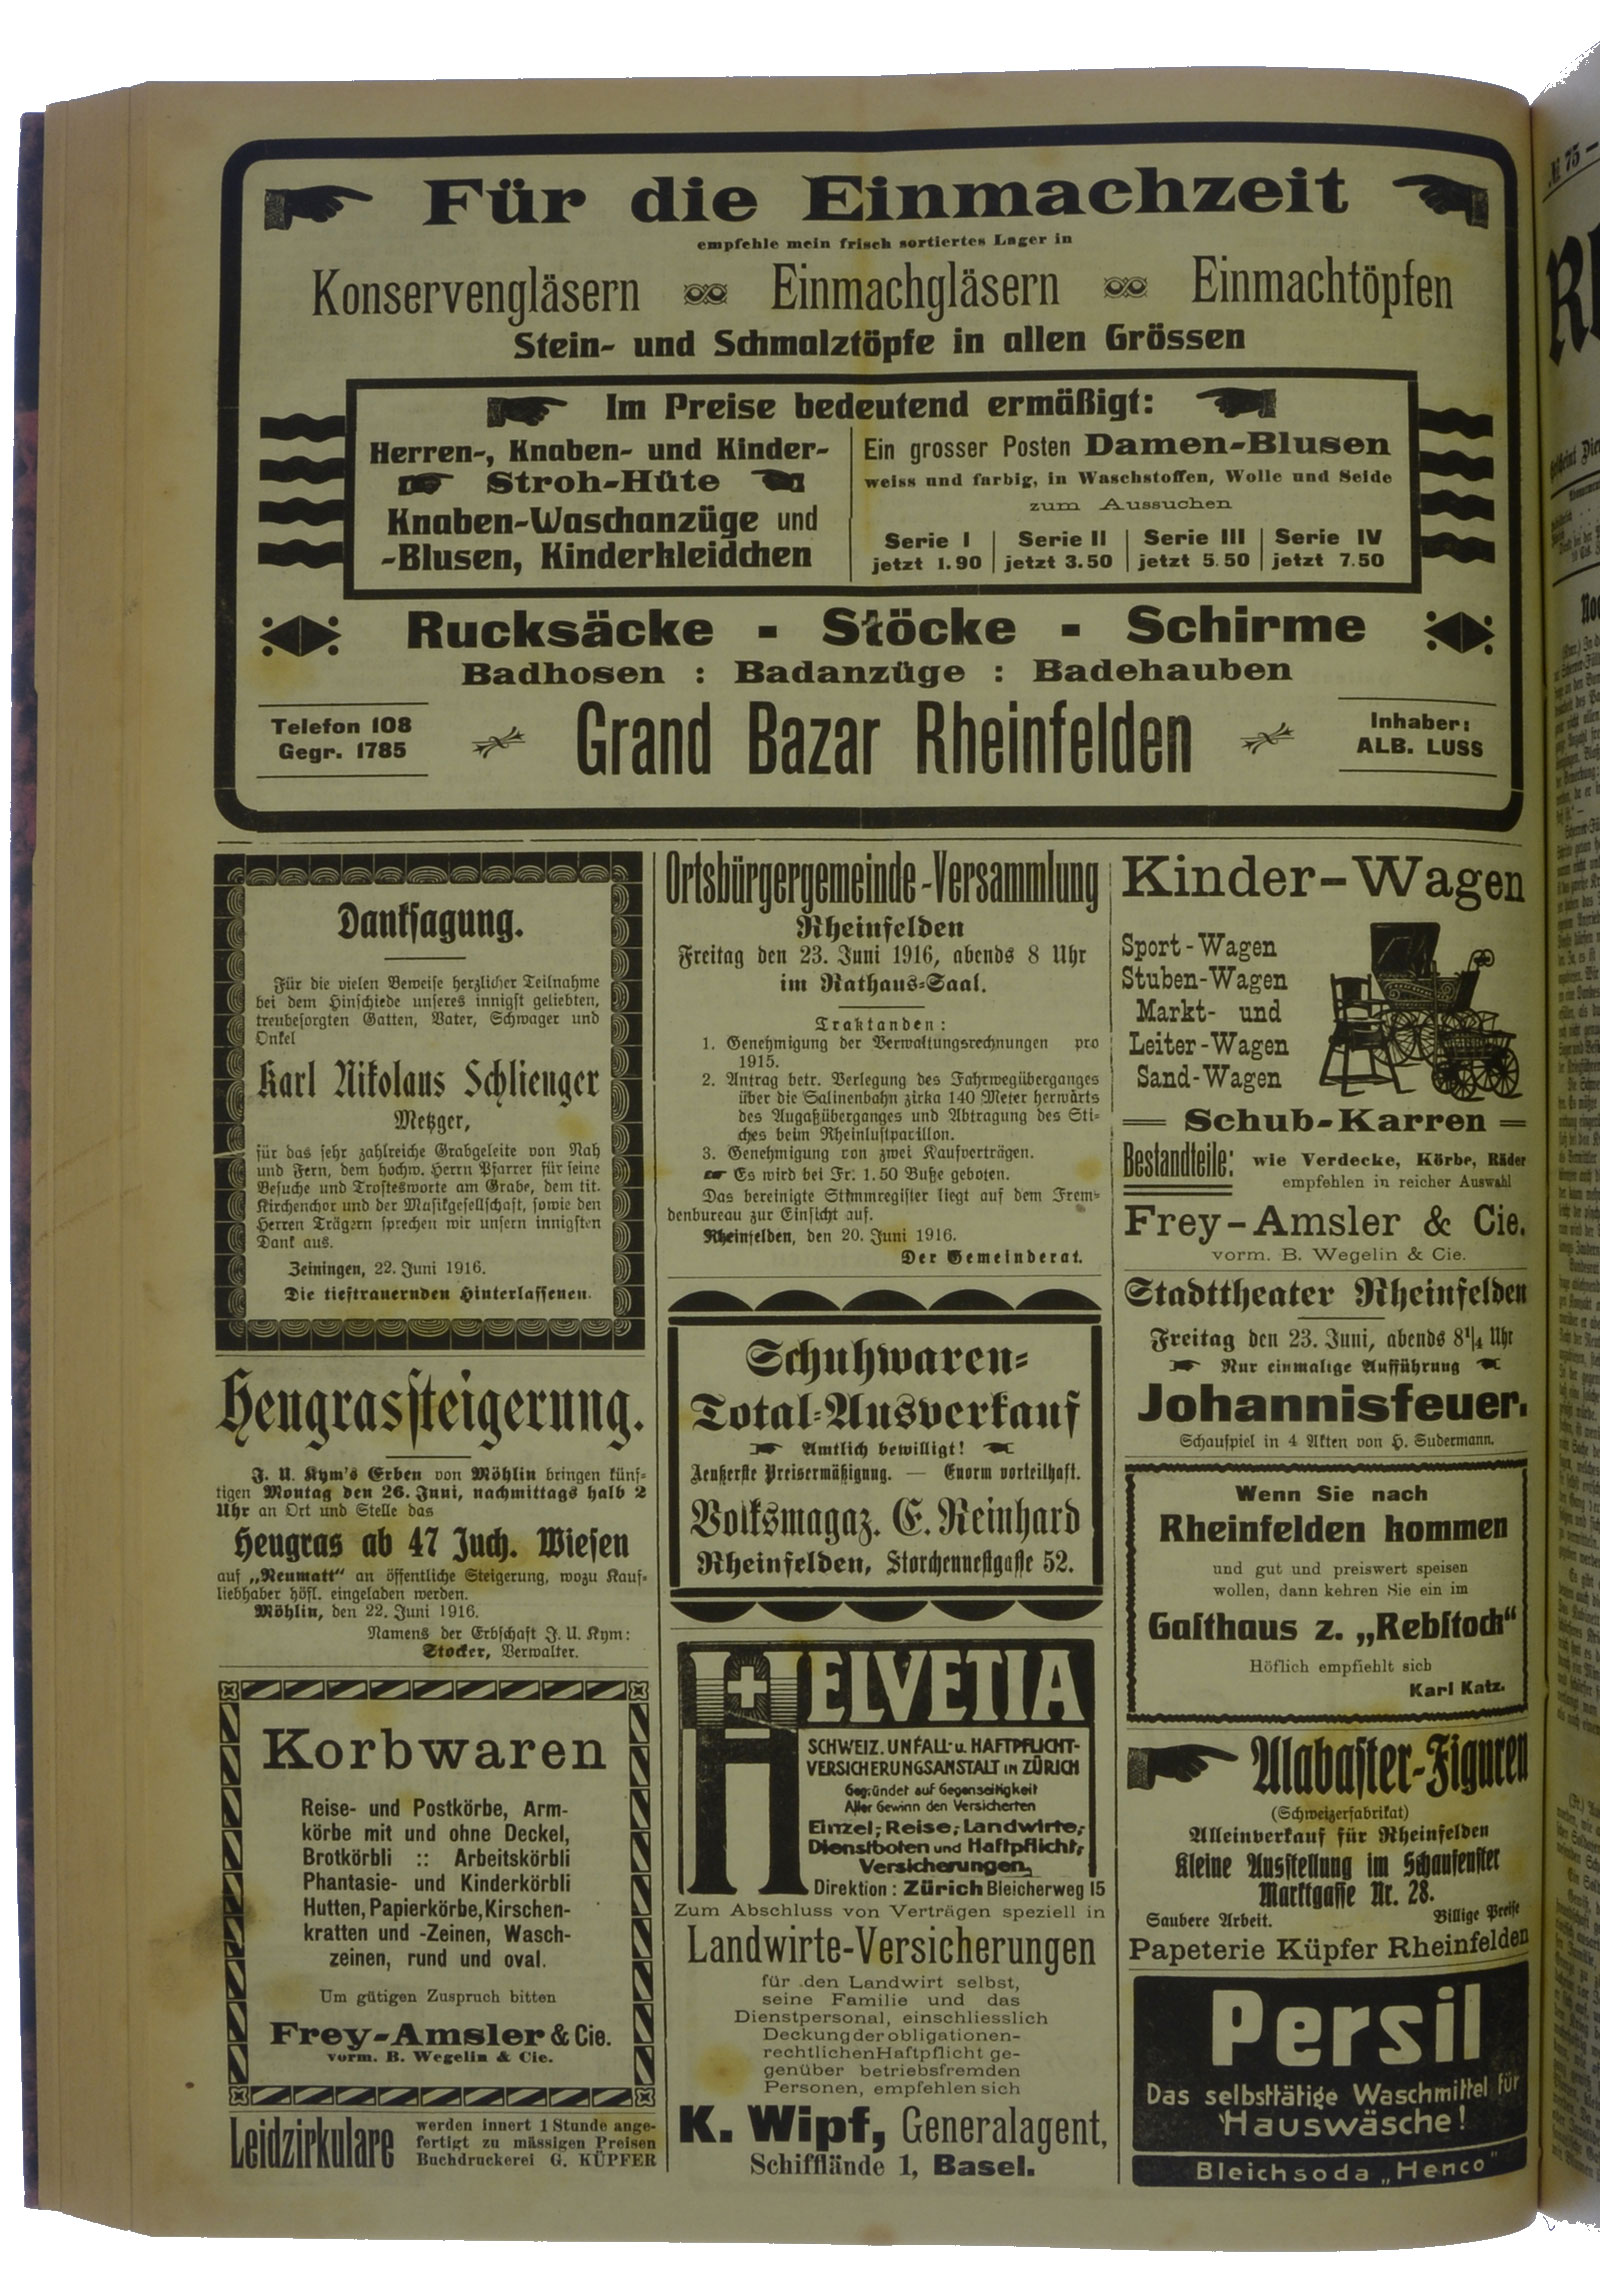 Für die Einmachzeit
empfehle mein frisch sortiertes Lager in
Konservengläsern Einmachgläsern Einmachtöpfen
Stein- und Schmalztöpfe in allen Grössen
Im Preise bedeutend ermäßigt:
Herren-, Knaben- und Kinder-
Stroh-Hüte
Knaben-Waschanzüge und
-Blusen, Kinderkleidchen
Ein grosser Posten Damen-Blusen
weiss und farbig, in Waschstoffen, Wolle und Seide
zum Aussuchen
Serie I | Serie II | Serie III | Serie IV
jetzt 1.90 | jetzt 3.50 | jetzt 5.50 | jetzt 7.50
Rucksäcke - Stöcke - Schirme
Badhosen : Badanzüge : Badehauben
Telefon 108
Gegr. 1785
Grand Bazar Rheinfelden
Inhaber:
ALB. LUSS
Danksagung.
Für die vielen Beweise herzlicher Teilnahme
bei dem Hinschiede unseres innigst geliebten,
treubesorgten Gatten, Vater, Schwager und
Onkel
Karl Nikolaus Schlienger
Metzger,
für das sehr zahlreiche Grabgeleite von Nah
und Fern, dem hochw. Herrn Pfarrer für seine
Besuche und Trostesworte am Grabe, dem tit.
Kirchenchor und der Musikgesellschaft, sowie den
Herren Trägern sprechen wir unsern innigsten
Dank aus.
Zeiningen, 22. Juni 1916.
Die tieftrauernden Hinterlassenen.
Heugrassteigerung.
J. U. Kym's Erben von Möhlin bringen künf-
tigen Montag den 26. Juni, nachmittags halb 2
Uhr an Ort und Stelle das
Heugras ab 47 Juch. Wiesen
auf „Neumatt“ an öffentliche Steigerung, wozu Kauf-
liebhaber höfl. eingeladen werden.
Möhlin, den 22. Juni 1916.
Namens der Erbschaft J. U. Kym:
Stocker, Verwalter.
Korbwaren
Reise- und Postkörbe, Arm-
körbe mit und ohne Deckel,
Brotkörbli :: Arbeitskörbli
Phantasie- und Kinderkörbli
Hutten, Papierkörbe, Kirschen-
kratten und -Zeinen, Wasch-
zeinen, rund und oval.
Um gütigen Zuspruch bitten
Frey-Amsler & Cie.
vorm. B. Wegelin & Cie.
Leidzirkulare
werden innert 1 Stunde ange-
fertigt zu mässigen Preisen
Buchdruckerei G. KÜPFER
Ortsbürgergemeinde-Versammlung
Rheinfelden
Freitag den 23. Juni 1916, abends 8 Uhr
im Rathaus-Saal.
Traktanden:
1. Genehmigung der Verwaltungsrechnungen pro
1915.
2. Antrag betr. Verlegung des Fahrwegüberganges
über die Salinenbahn zirka 140 Meter herwärts
des Augaßüberganges und Abtragung des Sti-
ches beim Rheinlustpavillon.
3. Genehmigung von zwei Kaufverträgen.
Es wird bei Fr. 1.50 Buße geboten.
Das bereinigte Stimmregister liegt auf dem Frem-
denbureau zur Einsicht auf.
Rheinfelden, den 20. Juni 1916.
Der Gemeinderat.
Schuhwaren-
Total-Ausverkauf
Amtlich bewilligt!
Aeußerste Preisermäßigung. — Enorm vorteilhaft.
Volksmagaz. E. Reinhard
Rheinfelden, Storchennestgasse 52.
HELVETIA
SCHWEIZ. UNFALL- u. HAFTPFLICHT-
VERSICHERUNGSANSTALT in ZÜRICH
Gegründet auf Gegenseitigkeit
Aller Gewinn den Versicherten
Einzel-, Reise-, Landwirte-,
Dienstboten und Haftpflicht-,
Versicherungen,
Direktion: Zürich Bleicherweg 15
Zum Abschluss von Verträgen speziell in
Landwirte-Versicherungen
für den Landwirt selbst,
seine Familie und das
Dienstpersonal, einschliesslich
Deckung der obligationen-
rechtlichen Haftpflicht ge-
genüber betriebsfremden
Personen, empfehlen sich
K. Wipf, Generalagent,
Schifflände 1, Basel.
Kinder-Wagen
Sport-Wagen
Stuben-Wagen
Markt- und
Leiter-Wagen
Sand-Wagen
Schub-Karren
Bestandteile: wie Verdecke, Körbe, Räder
empfehlen in reicher Auswahl
Frey-Amsler & Cie.
vorm. B. Wegelin & Cie.
Stadttheater Rheinfelden
Freitag den 23. Juni, abends 8¼ Uhr
Nur einmalige Aufführung
Johannisfeuer.
Schauspiel in 4 Akten von H. Sudermann.
Wenn Sie nach
Rheinfelden kommen
und gut und preiswert speisen
wollen, dann kehren Sie ein im
Gasthaus z. „Rebstock“
Höflich empfiehlt sich
Karl Katz.
Alabaster-Figuren
(Schweizerfabrikat)
Alleinverkauf für Rheinfelden
Kleine Ausstellung im Schaufenster
Marktgasse Nr. 28.
Saubere Arbeit. Billige Preise
Papeterie Küpfer Rheinfelden
Persil
Das selbsttätige Waschmittel für
Hauswäsche!
Bleichsoda „Henco“
№ 75 —